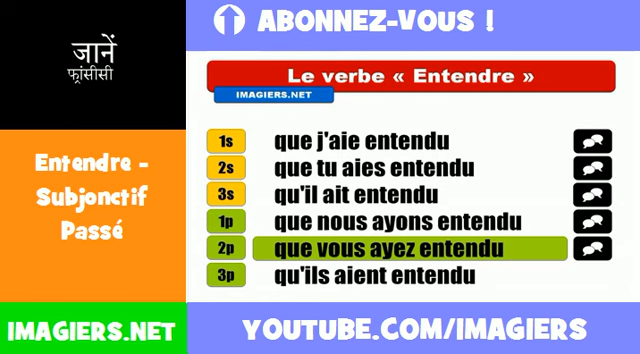 जानें
फ्रांसीसी
Entendre -
Subjonctif
Passé
IMAGIERS.NET
ABONNEZ-VOUS !
Le verbe « Entendre »
IMAGIERS.NET
1s que j'aie entendu
2s que tu aies entendu
3s qu'il ait entendu
1p que nous ayons entendu
2p que vous ayez entendu
3p qu'ils aient entendu
YOUTUBE.COM/IMAGIERS